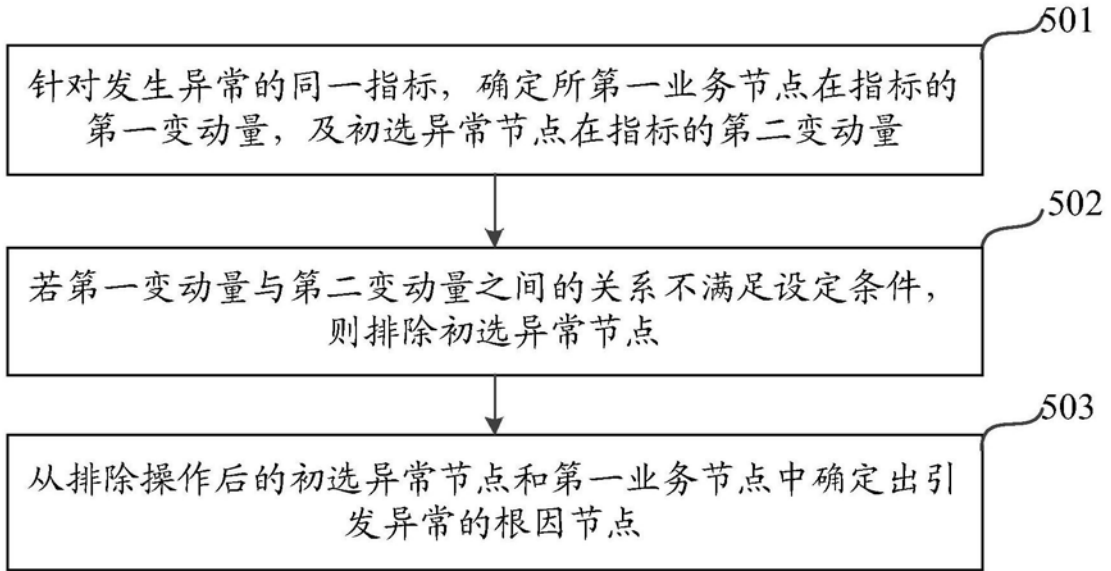 501
针对发生异常的同一指标，确定所第一业务节点在指标的
第一变动量，及初选异常节点在指标的第二变动量
502
若第一变动量与第二变动量之间的关系不满足设定条件，
则排除初选异常节点
503
从排除操作后的初选异常节点和第一业务节点中确定出引
发异常的根因节点